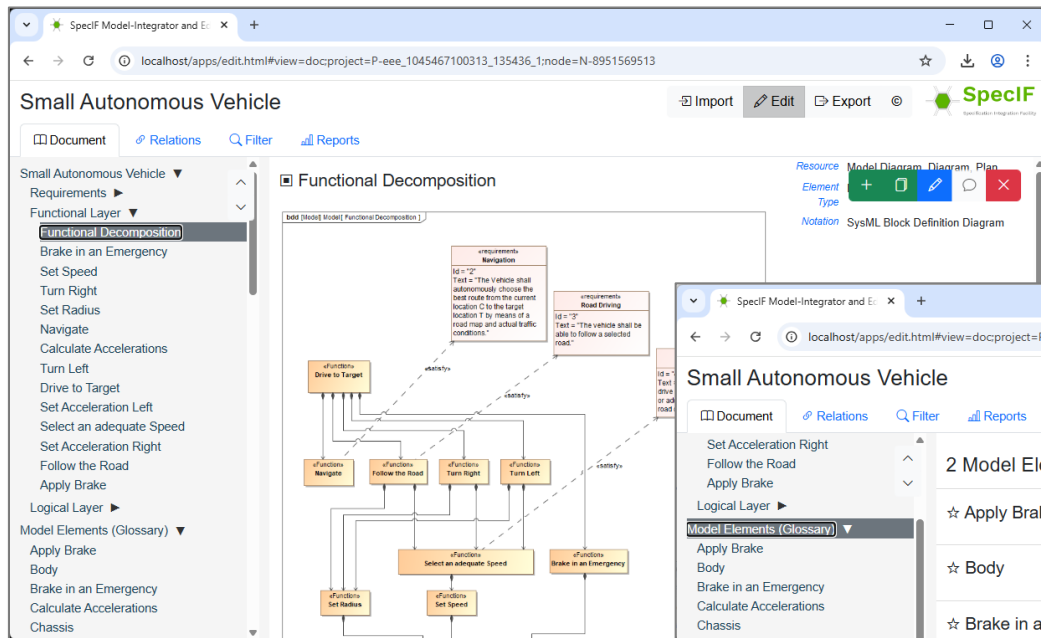 SpecIF Model-Integrator and Ec
localhost/apps/edit.html#view=doc;project=P-eee_1045467100313_135436_1;node=N-8951569513
Small Autonomous Vehicle
Import
Edit
Export
©
SpecIF
Specification Integration Facility
Document
Relations
Filter
Reports
Small Autonomous Vehicle ▼
Requirements ▶
Functional Layer ▼
Functional Decomposition
Brake in an Emergency
Set Speed
Turn Right
Set Radius
Navigate
Calculate Accelerations
Turn Left
Drive to Target
Set Acceleration Left
Select an adequate Speed
Set Acceleration Right
Follow the Road
Apply Brake
Logical Layer ▶
Model Elements (Glossary) ▼
Apply Brake
Body
Brake in an Emergency
Calculate Accelerations
Chassis
Functional Decomposition
Resource
Model Diagram, Diagram, Plan
Element
Type
Notation
SysML Block Definition Diagram
bdd [Model] Model[ Functional Decomposition ]
«requirement»
Navigation
Id = "2"
Text = "The Vehicle shall
autonomously choose the
best route from the current
location C to the target
location T by means of a
road map and actual traffic
conditions."
«requirement»
Road Driving
Id = "3"
Text = "The vehicle shall be
able to follow a selected
road."
Text =
drive
or ad
road
«satisfy»
«satisfy»
«satisfy»
«Function»
Drive to Target
«Function»
Navigate
«Function»
Follow the Road
«Function»
Turn Right
«Function»
Turn Left
«Function»
Select an adequate Speed
«Function»
Brake in an Emergency
«Function»
Set Radius
«Function»
Set Speed
SpecIF Model-Integrator and Ec
localhost/apps/edit.html#view=doc;project=P
Small Autonomous Vehicle
Document
Relations
Filter
Reports
Set Acceleration Right
Follow the Road
Apply Brake
Logical Layer ▶
Model Elements (Glossary) ▼
Apply Brake
Body
Brake in an Emergency
Calculate Accelerations
Chassis
2 Model El
☆ Apply Bral
☆ Body
☆ Brake in a